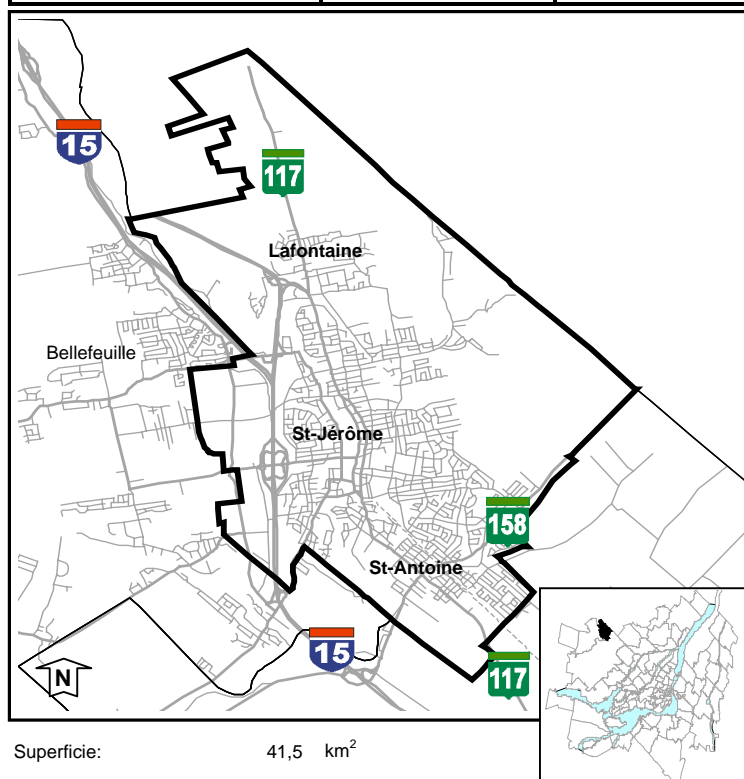 15
117
Lafontaine
Bellefeuille
St-Jérôme
158
St-Antoine
15
N
117
Superficie: 41,5 km²